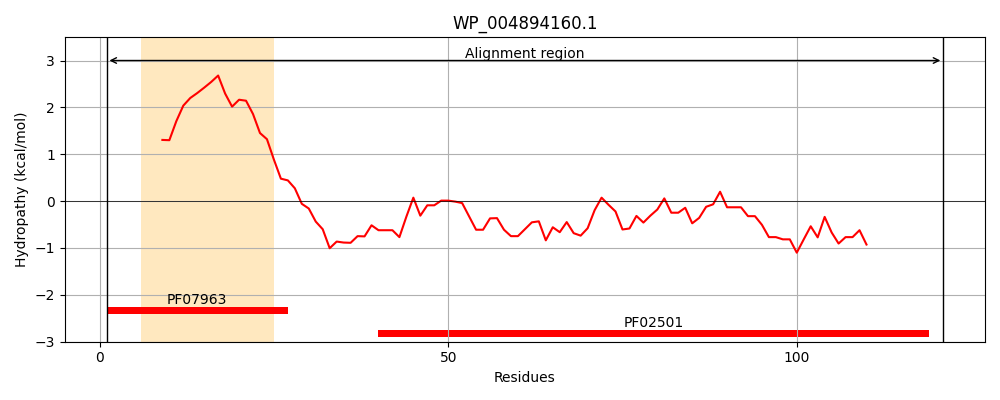 WP_004894160.1
Alignment region
Hydropathy (kcal/mol)
3
2
1
0
−1
−2
−3
PF07963
PF02501
0
50
100
Residues